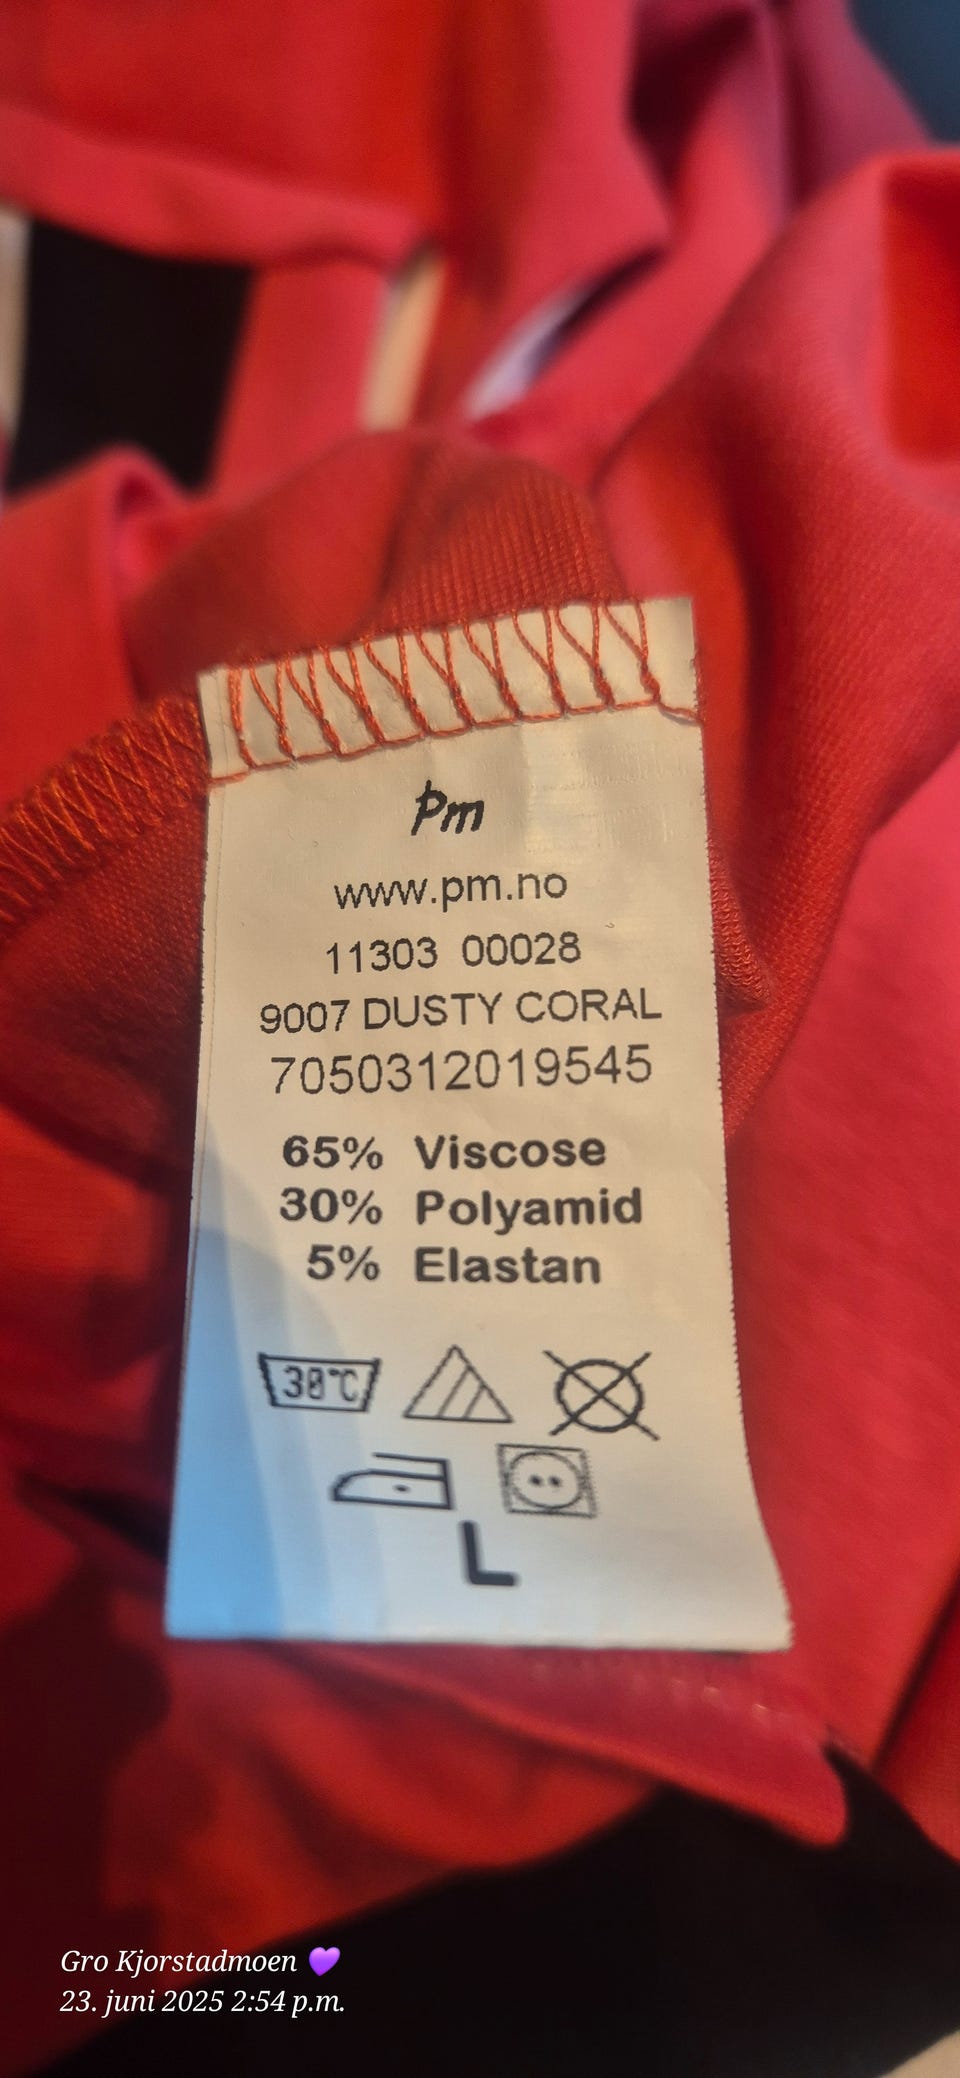 Pm
www.pm.no
11303 00028
9007 DUSTY CORAL
7050312019545
65% Viscose
30% Polyamid
5% Elastan
30°C
L
Gro Kjorstadmoen 💜
23. juni 2025 2:54 p.m.